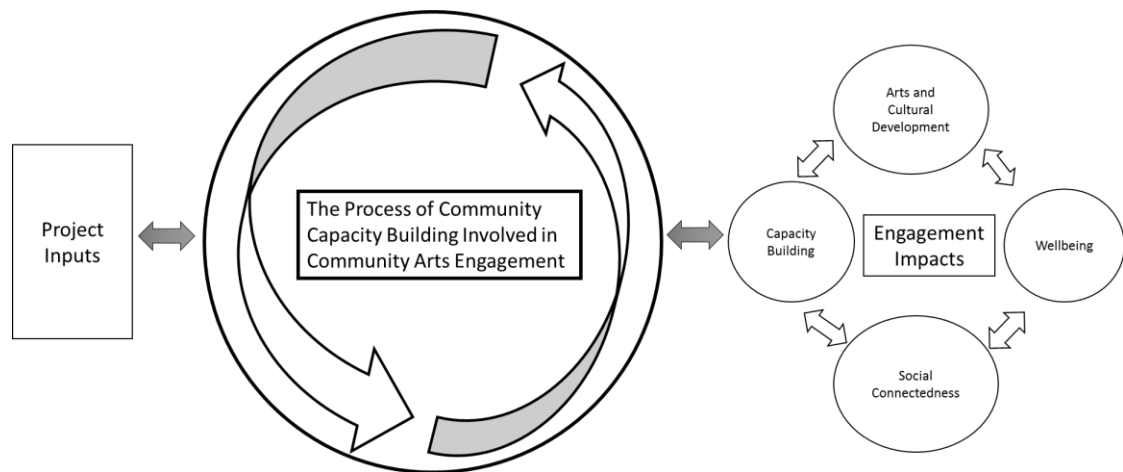 Project
Inputs
The Process of Community
Capacity Building Involved in
Community Arts Engagement
Arts and
Cultural
Development
Capacity
Building
Engagement
Impacts
Wellbeing
Social
Connectedness